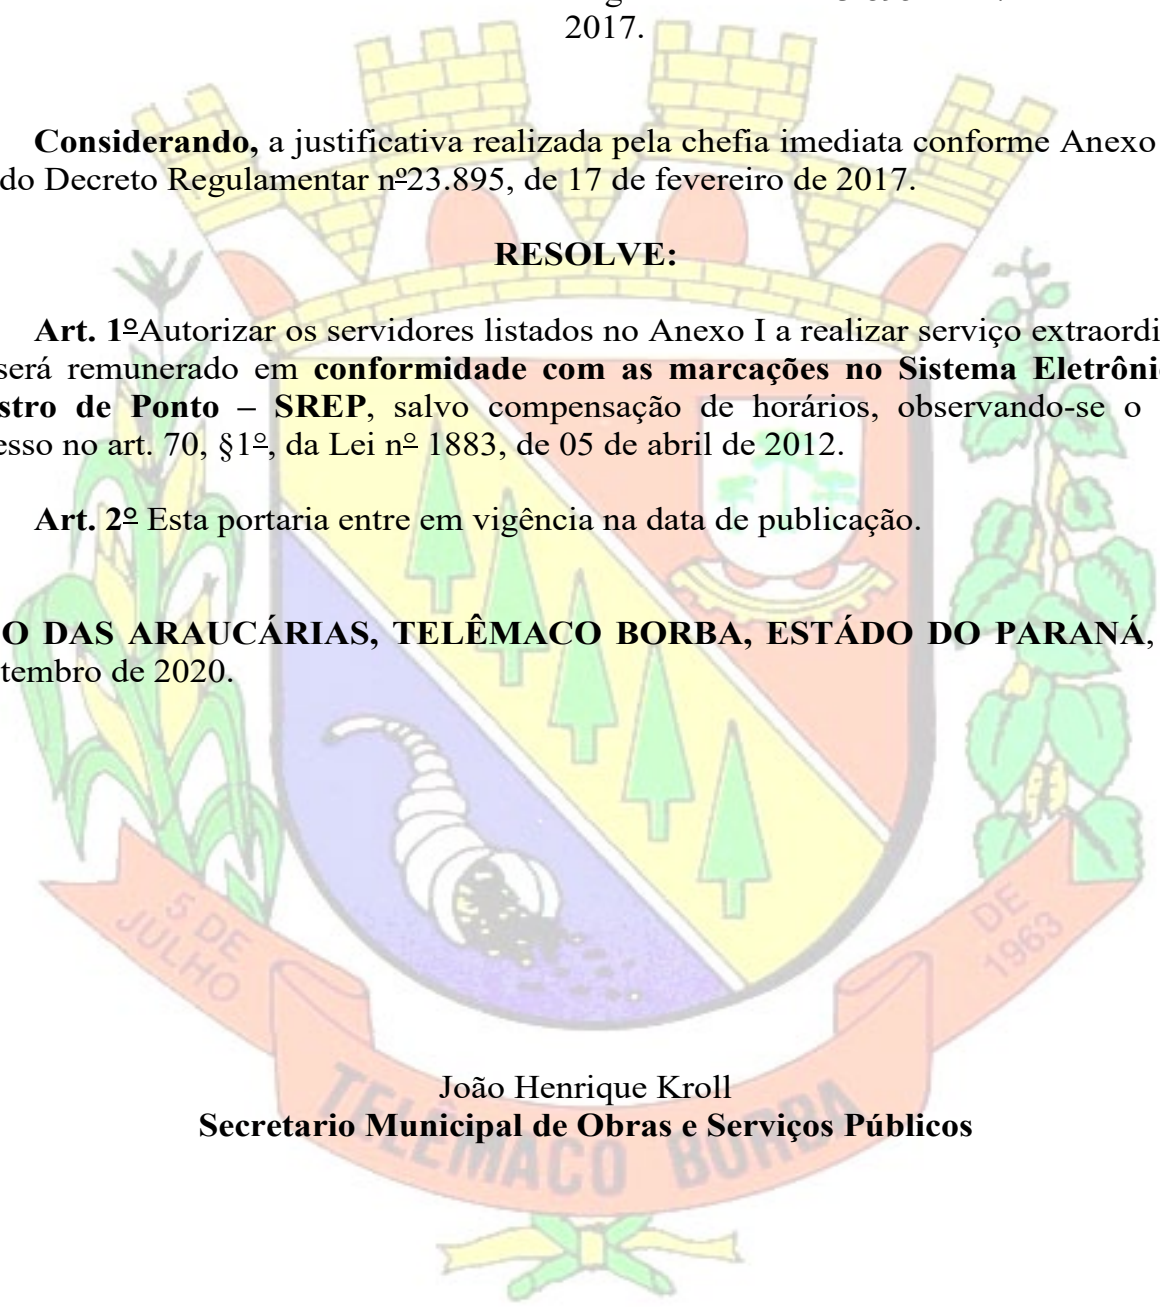 2017.
Considerando, a justificativa realizada pela chefia imediata conforme Anexo
do Decreto Regulamentar nº23.895, de 17 de fevereiro de 2017.
RESOLVE:
Art. 1ºAutorizar os servidores listados no Anexo I a realizar serviço extraordi
será remunerado em conformidade com as marcações no Sistema Eletrôni
stro de Ponto – SREP, salvo compensação de horários, observando-se o
esso no art. 70, §1º, da Lei nº 1883, de 05 de abril de 2012.
Art. 2º Esta portaria entre em vigência na data de publicação.
O DAS ARAUCÁRIAS, TELÊMACO BORBA, ESTÁDO DO PARANÁ,
tembro de 2020.
5 DE
JULHO
DE
1963
João Henrique Kroll
Secretario Municipal de Obras e Serviços Públicos
TELÊMACO BORBA